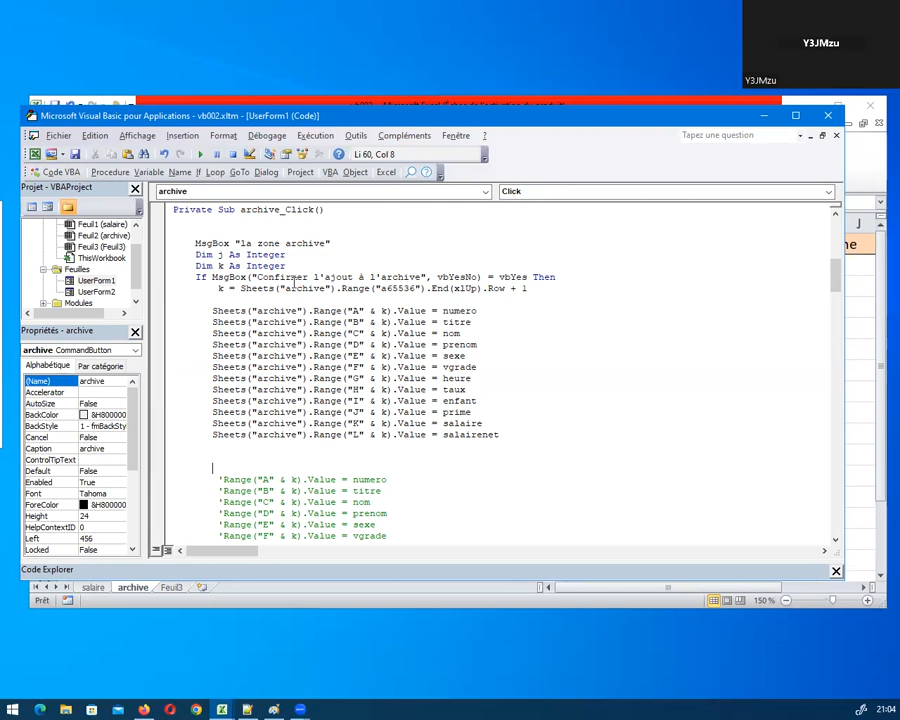 Y3JMzu
Y3JMzu
Microsoft Visual Basic pour Applications - vb002.xltm - [UserForm1 (Code)]
Fichier Edition Affichage Insertion Format Débogage Exécution Outils Compléments Fenêtre ?
Tapez une question
Li 60, Col 8
Code VBA Procedure Variable Name If Loop GoTo Dialog Project VBA Object Excel
Projet - VBAProject
archive
Click
Feuil1 (salaire)
Feuil2 (archive)
Feuil3 (Feuil3)
ThisWorkbook
Feuilles
UserForm1
UserForm2
Modules
Propriétés - archive
archive CommandButton
Alphabétique Par catégorie
(Name) archive
Accelerator
AutoSize False
BackColor &H800000
BackStyle 1 - fmBackSty
Cancel False
Caption archive
ControlTipText
Default False
Enabled True
Font Tahoma
ForeColor &H800000
Height 24
HelpContextID 0
Left 456
Locked False
Private Sub archive_Click()
MsgBox "la zone archive"
Dim j As Integer
Dim k As Integer
If MsgBox("Confirmer l'ajout à l'archive", vbYesNo) = vbYes Then
k = Sheets("archive").Range("a65536").End(xlUp).Row + 1
Sheets("archive").Range("A" & k).Value = numero
Sheets("archive").Range("B" & k).Value = titre
Sheets("archive").Range("C" & k).Value = nom
Sheets("archive").Range("D" & k).Value = prenom
Sheets("archive").Range("E" & k).Value = sexe
Sheets("archive").Range("F" & k).Value = vgrade
Sheets("archive").Range("G" & k).Value = heure
Sheets("archive").Range("H" & k).Value = taux
Sheets("archive").Range("I" & k).Value = enfant
Sheets("archive").Range("J" & k).Value = prime
Sheets("archive").Range("K" & k).Value = salaire
Sheets("archive").Range("L" & k).Value = salairenet
'Range("A" & k).Value = numero
'Range("B" & k).Value = titre
'Range("C" & k).Value = nom
'Range("D" & k).Value = prenom
'Range("E" & k).Value = sexe
'Range("F" & k).Value = vgrade
J
Code Explorer
salaire archive Feuil3
Prêt
150 %
21:04